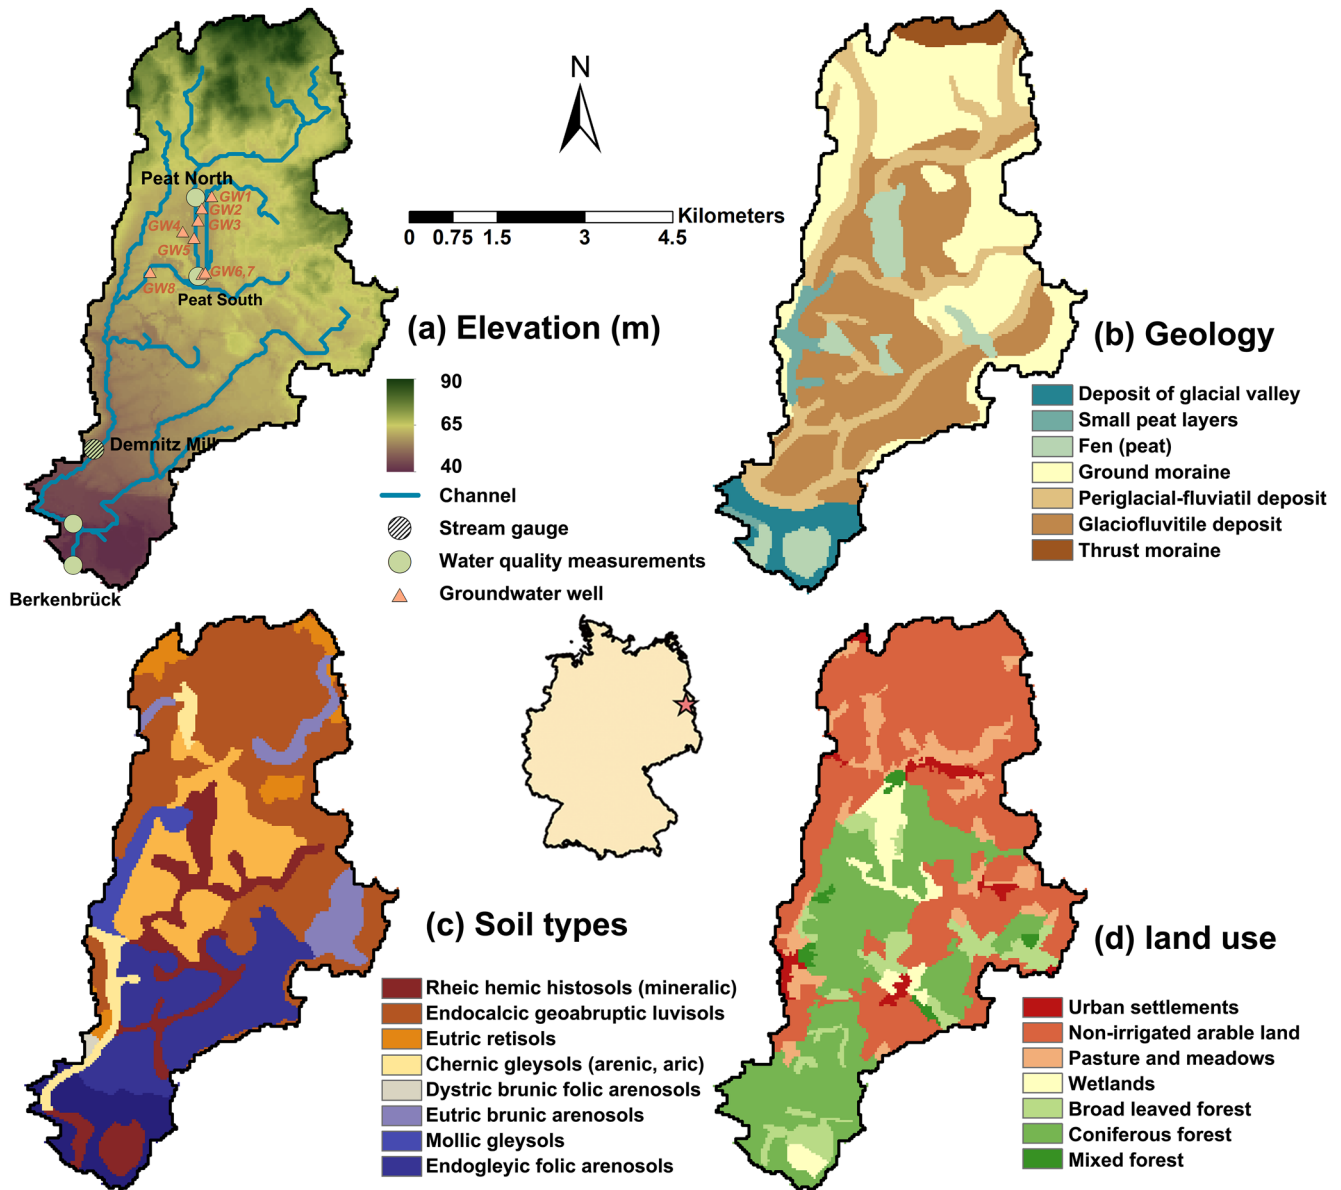 N
Kilometers
0 0.75 1.5 3 4.5
Peat North
GW1
GW2
GW3
GW4
GW5
GW6,7
GW8
Peat South
Demnitz Mill
Berkenbrück
(a) Elevation (m)
90
65
40
Channel
Stream gauge
Water quality measurements
Groundwater well
(b) Geology
Deposit of glacial valley
Small peat layers
Fen (peat)
Ground moraine
Periglacial-fluviatil deposit
Glaciofluvitile deposit
Thrust moraine
(c) Soil types
Rheic hemic histosols (mineralic)
Endocalcic geoabruptic luvisols
Eutric retisols
Chernic gleysols (arenic, aric)
Dystric brunic folic arenosols
Eutric brunic arenosols
Mollic gleysols
Endogleyic folic arenosols
(d) land use
Urban settlements
Non-irrigated arable land
Pasture and meadows
Wetlands
Broad leaved forest
Coniferous forest
Mixed forest